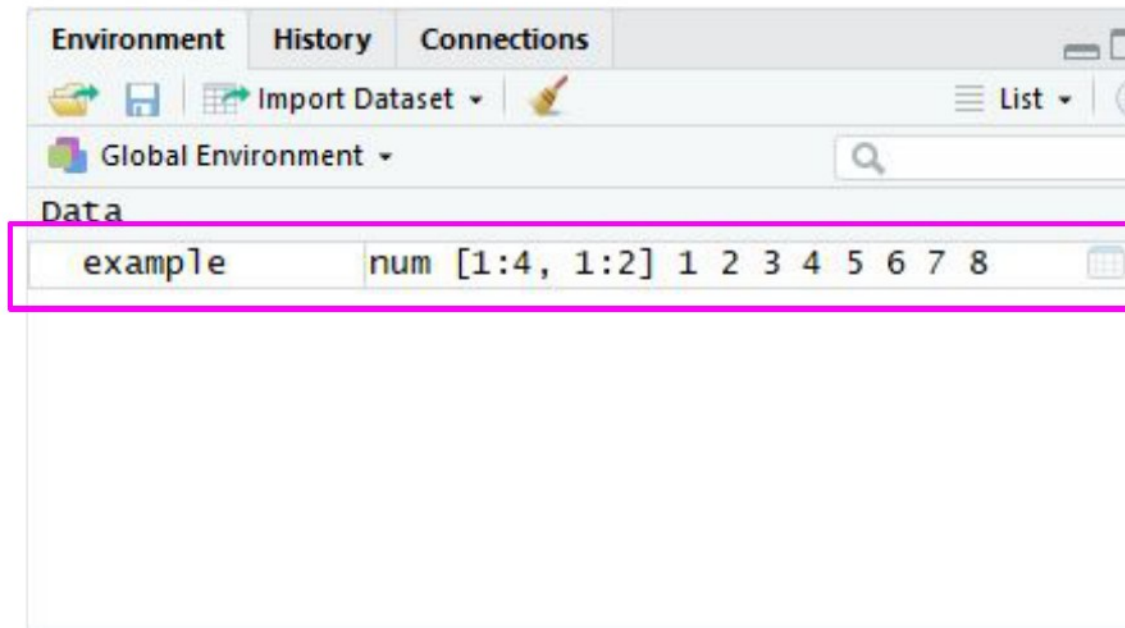 Environment History Connections
Import Dataset List
Global Environment
Data
example num [1:4, 1:2] 1 2 3 4 5 6 7 8